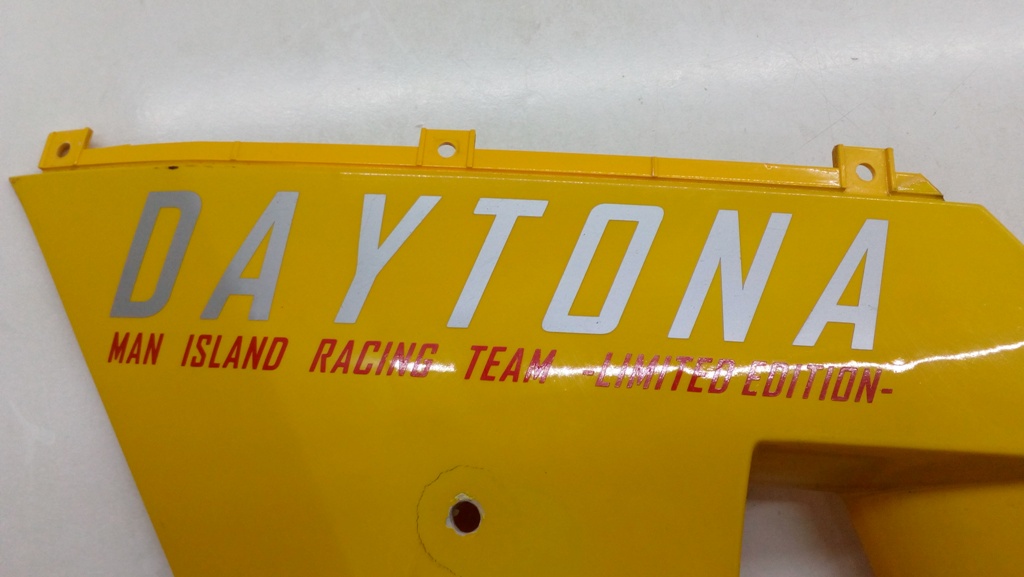 DAYTONA
MAN ISLAND RACING TEAM -LIMITED EDITION-